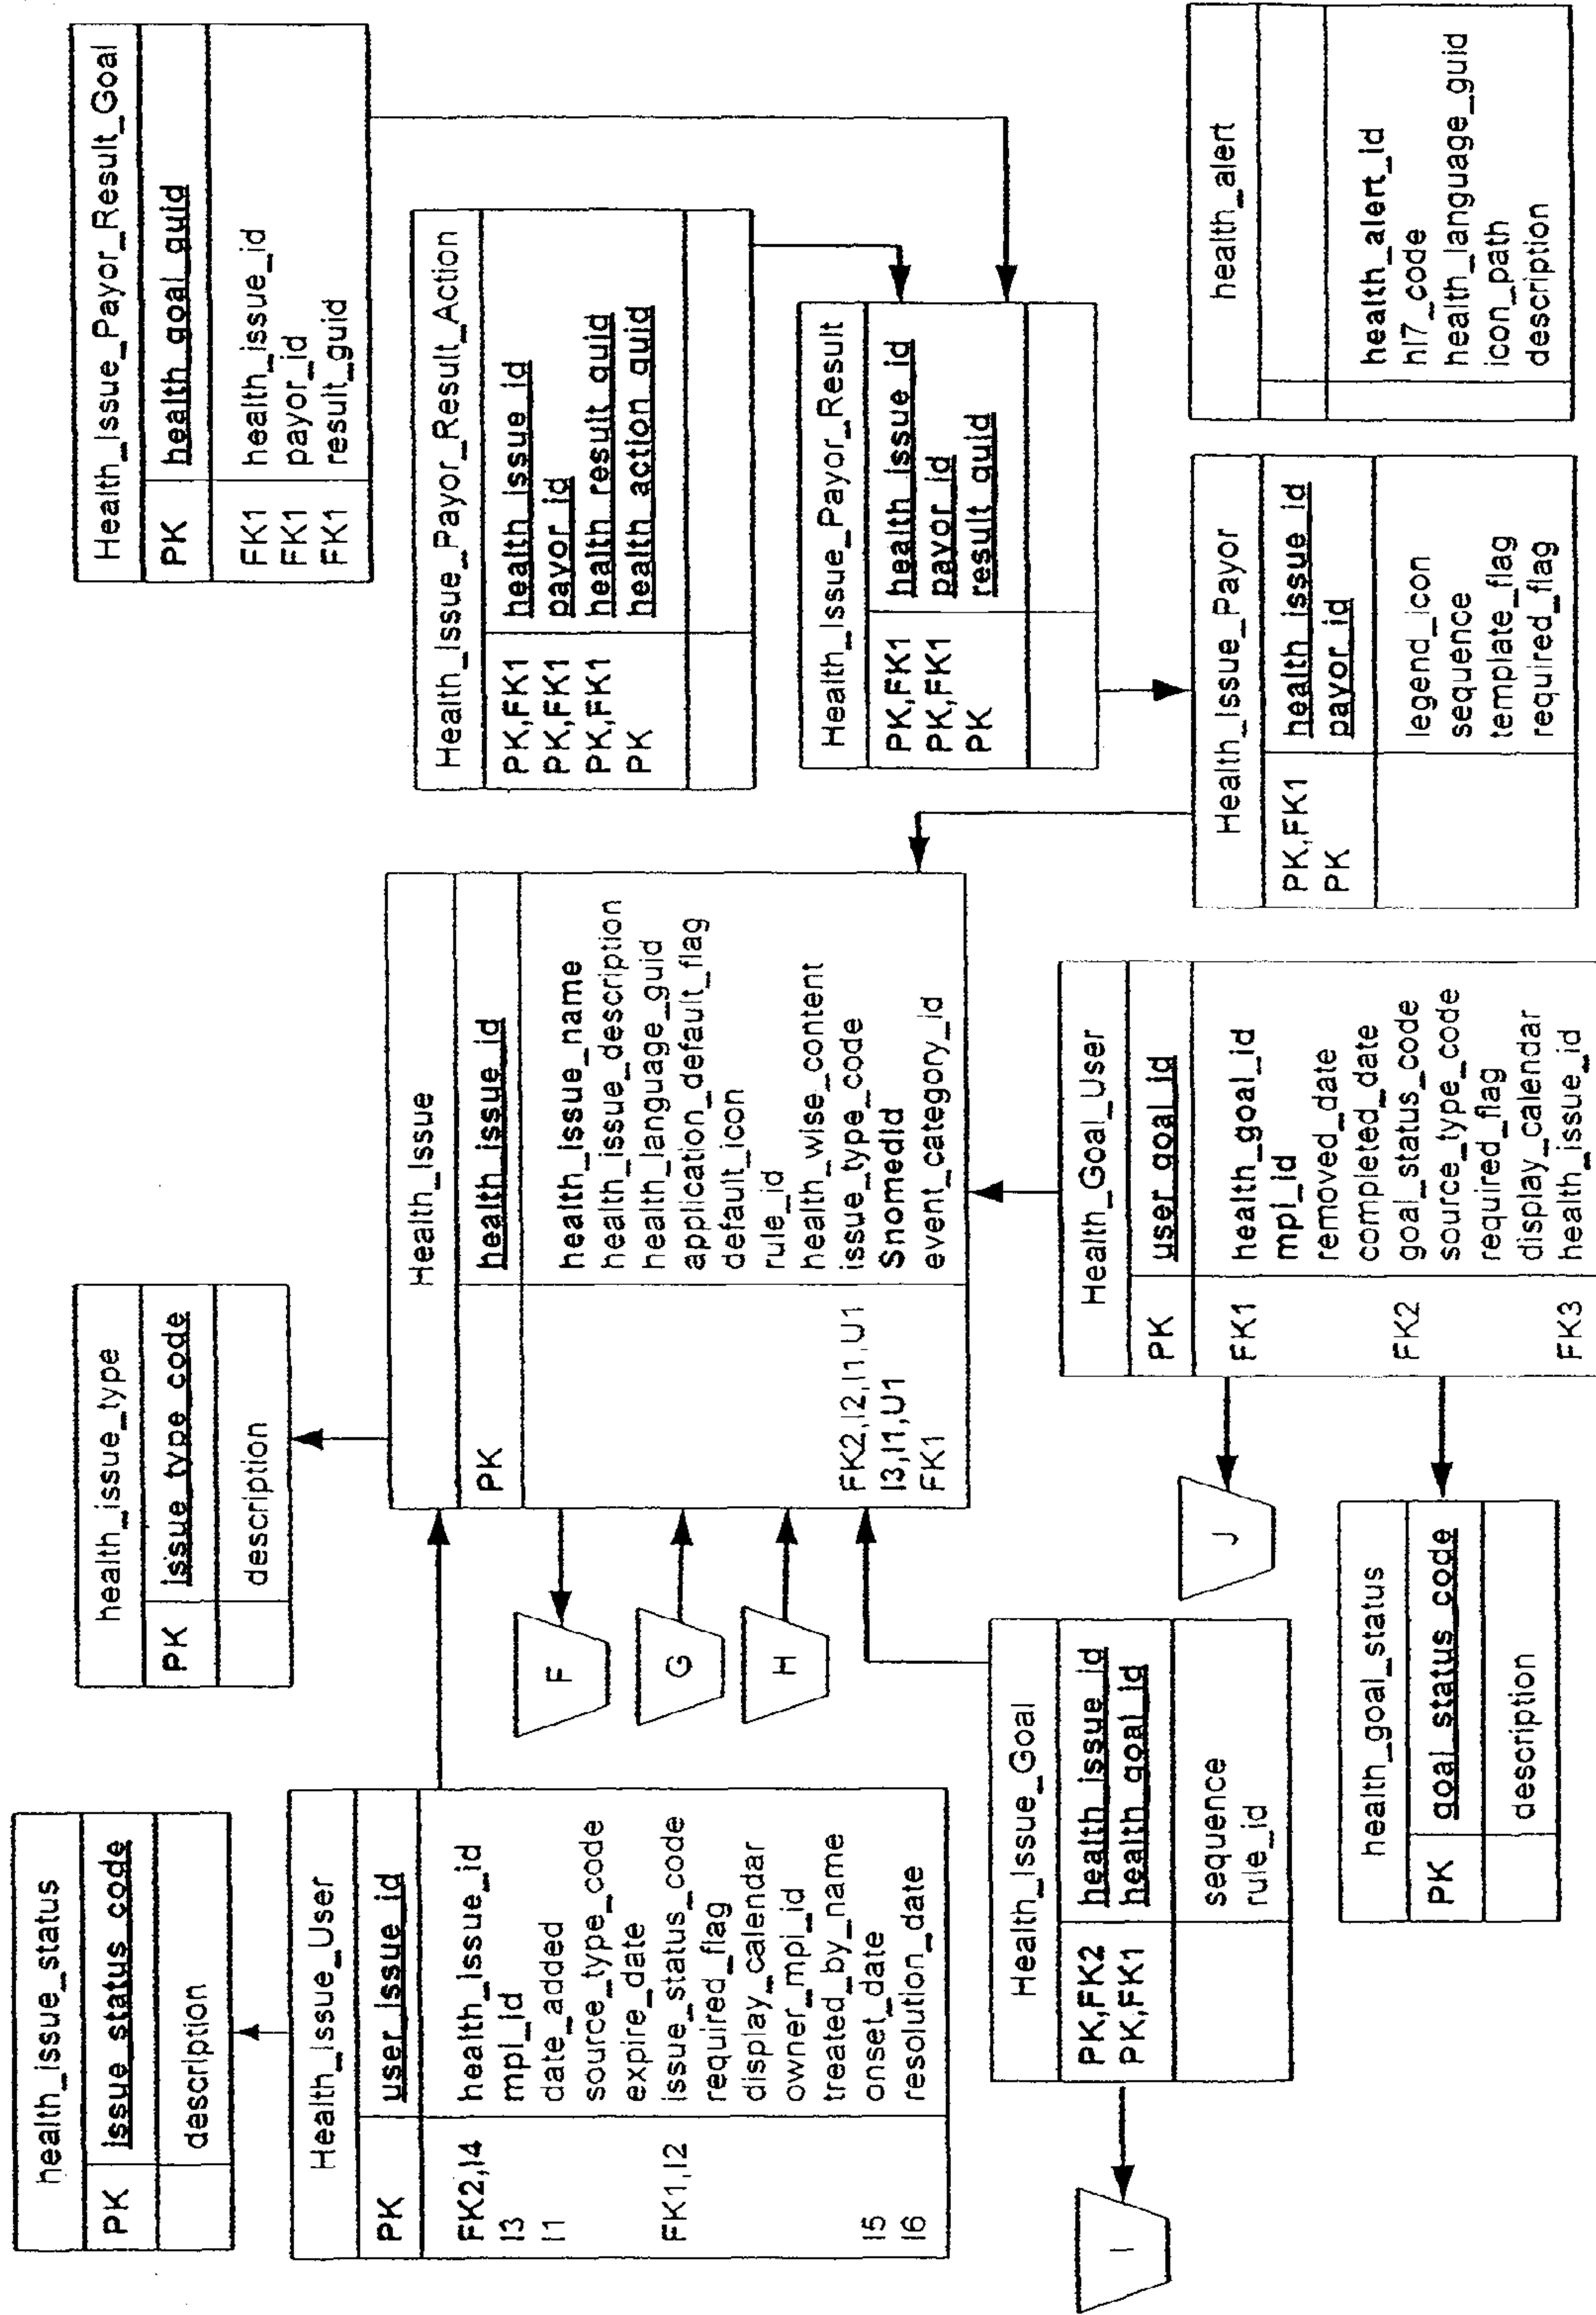 health_issue_status
PK issue_status_code
description
health_issue_type
PK issue_type_code
description
Health_Issue_Payor_Result_Goal
PK health_goal_guid
FK1 health_issue_id
FK1 payor_id
FK1 result_guid
Health_Issue_User
PK user_issue_id
FK2,I4 health_issue_id
I3 mpi_id
I1 date_added
source_type_code
expire_date
FK1,I2 issue_status_code
required_flag
display_calendar
owner_mpi_id
treated_by_name
I5 onset_date
I6 resolution_date
Health_Issue
PK health_issue_id
health_issue_name
health_issue_description
health_language_guid
application_default_flag
default_icon
rule_id
health_wise_content
FK2,I2,I1,U1 issue_type_code
I3,I1,U1 SnomedId
FK1 event_category_id
F
G
H
Health_Issue_Payor_Result_Action
PK,FK1 health_issue_id
PK,FK1 payor_id
PK,FK1 health_result_guid
PK health_action_guid
Health_Issue_Payor_Result
PK,FK1 health_issue_id
PK,FK1 payor_id
PK result_guid
Health_Issue_Goal
PK,FK2 health_issue_id
PK,FK1 health_goal_id
sequence
rule_id
I
Health_Goal_User
PK user_goal_id
FK1 health_goal_id
mpi_id
removed_date
completed_date
FK2 goal_status_code
source_type_code
required_flag
display_calendar
FK3 health_issue_id
J
health_goal_status
PK goal_status_code
description
Health_Issue_Payor
PK,FK1 health_issue_id
PK payor_id
legend_icon
sequence
template_flag
required_flag
health_alert
health_alert_id
hl7_code
health_language_guid
icon_path
description